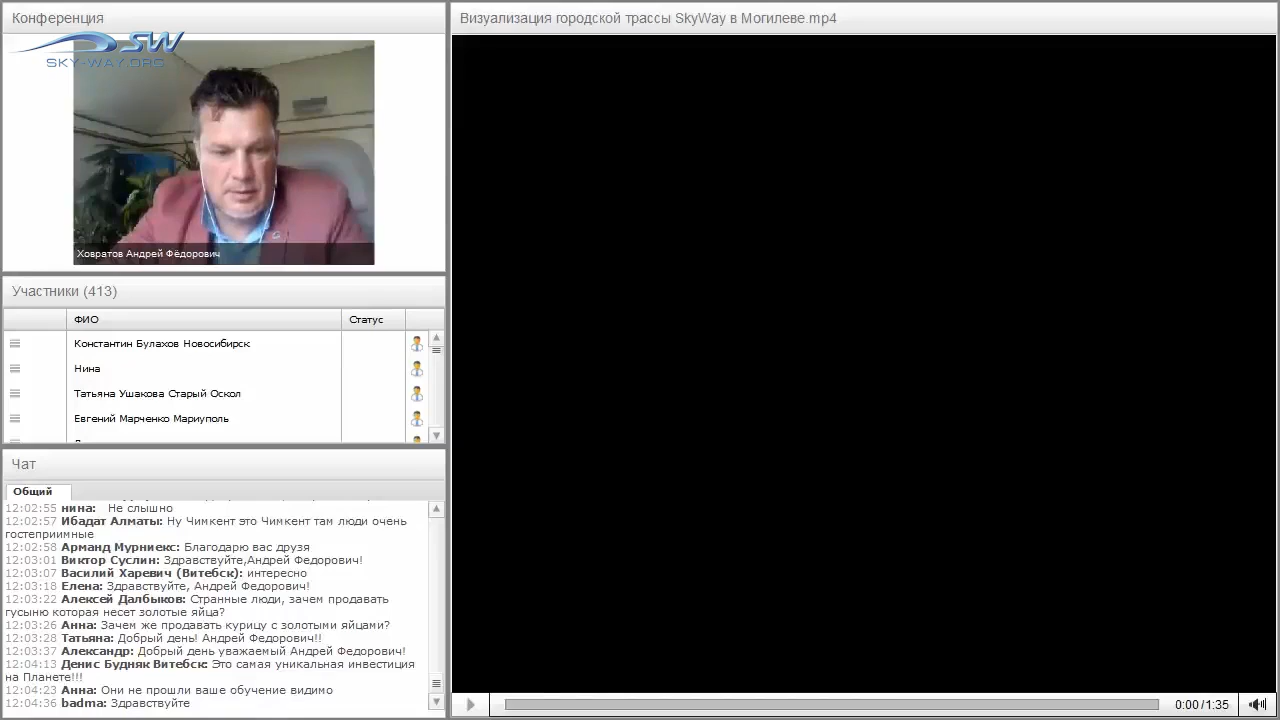 Конференция
SW
SKY-WAY.ORG
Ховратов Андрей Фёдорович
Участники (413)
ФИО Статус
Константин Булахов Новосибирск
Нина
Татьяна Ушакова Старый Оскол
Евгений Марченко Мариуполь
Чат
Общий
12:02:55 нина: Не слышно
12:02:57 Ибадат Алматы: Ну Чимкент это Чимкент там люди очень
гостеприимные
12:02:58 Арманд Мурниекс: Благодарю вас друзя
12:03:01 Виктор Суслин: Здравствуйте,Андрей Федорович!
12:03:07 Василий Харевич (Витебск): интересно
12:03:18 Елена: Здравствуйте, Андрей Федорович!
12:03:22 Алексей Далбыков: Странные люди, зачем продавать
гусыню которая несет золотые яйца?
12:03:26 Анна: Зачем же продавать курицу с золотыми яйцами?
12:03:28 Татьяна: Добрый день! Андрей Федорович!!
12:03:37 Александр: Добрый день уважаемый Андрей Федорович!
12:04:13 Денис Будняк Витебск: Это самая уникальная инвестиция
на Планете!!!
12:04:23 Анна: Они не прошли ваше обучение видимо
12:04:36 badma: Здравствуйте
Визуализация городской трассы SkyWay в Могилеве.mp4
0:00 /1:35